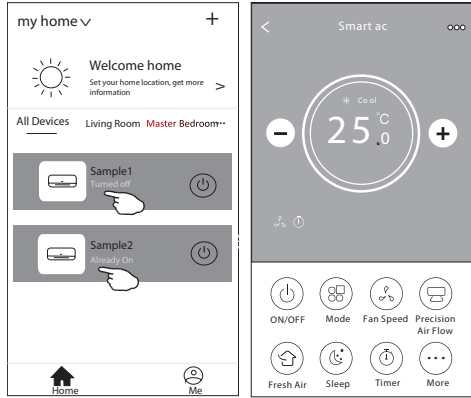 my home
Welcome home
Set your home location, get more
information
All Devices Living Room Master Bedroom
Sample1
Turned off
Sample2
Already On
Home Me
Smart ac
Cool
25.0°C
ON/OFF Mode Fan Speed Precision
Air Flow
Fresh Air Sleep Timer More